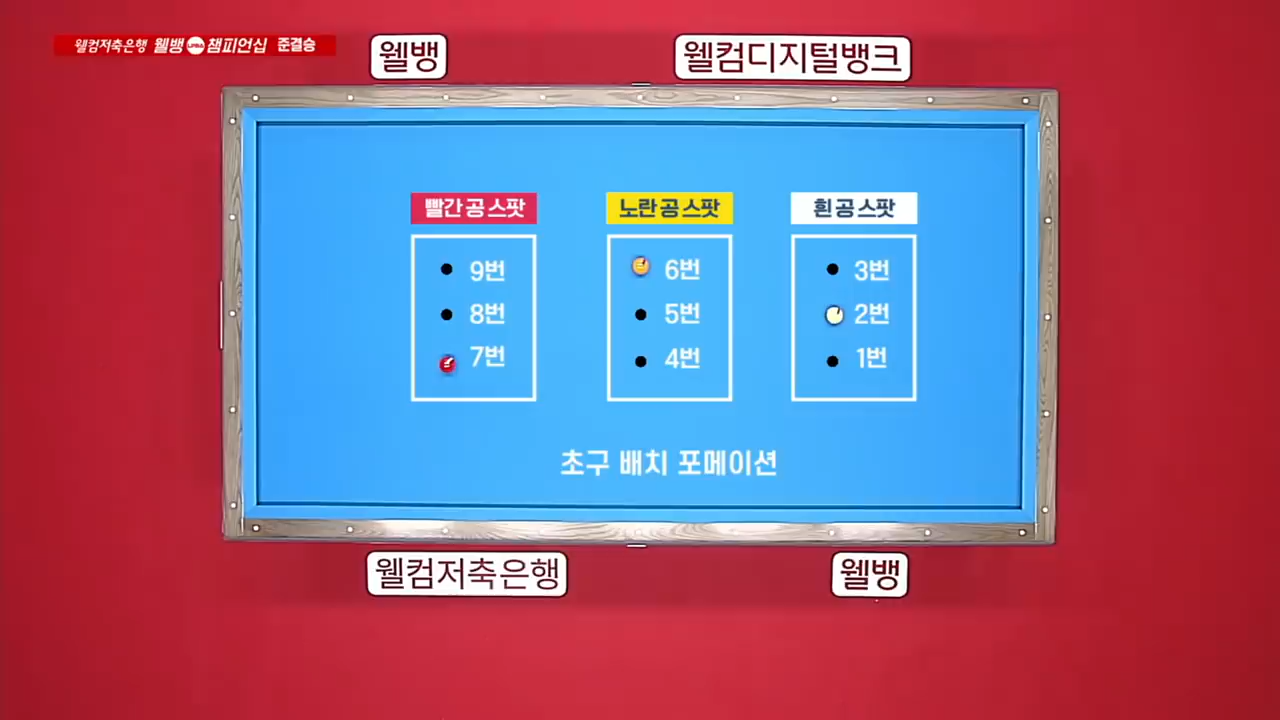 웰컴저축은행 웰뱅 LPBA 챔피언십 준결승
웰뱅
웰컴디지털뱅크
빨간 공 스팟
노란 공 스팟
흰 공 스팟
9번
8번
7번
6번
5번
4번
3번
2번
1번
초구 배치 포메이션
웰컴저축은행
웰뱅